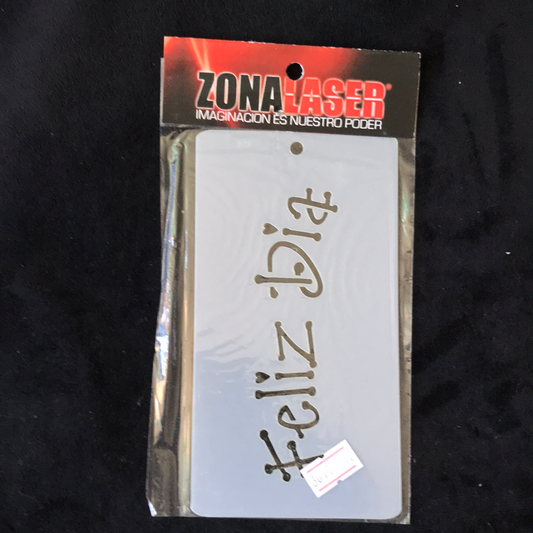 ZONALASER®
IMAGINACION ES NUESTRO PODER
Feliz Dia